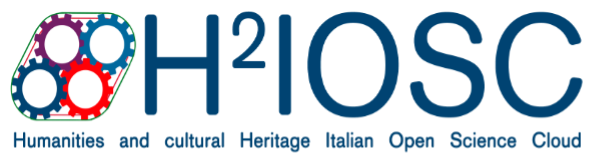 H²IOSC
Humanities and cultural Heritage Italian Open Science Cloud